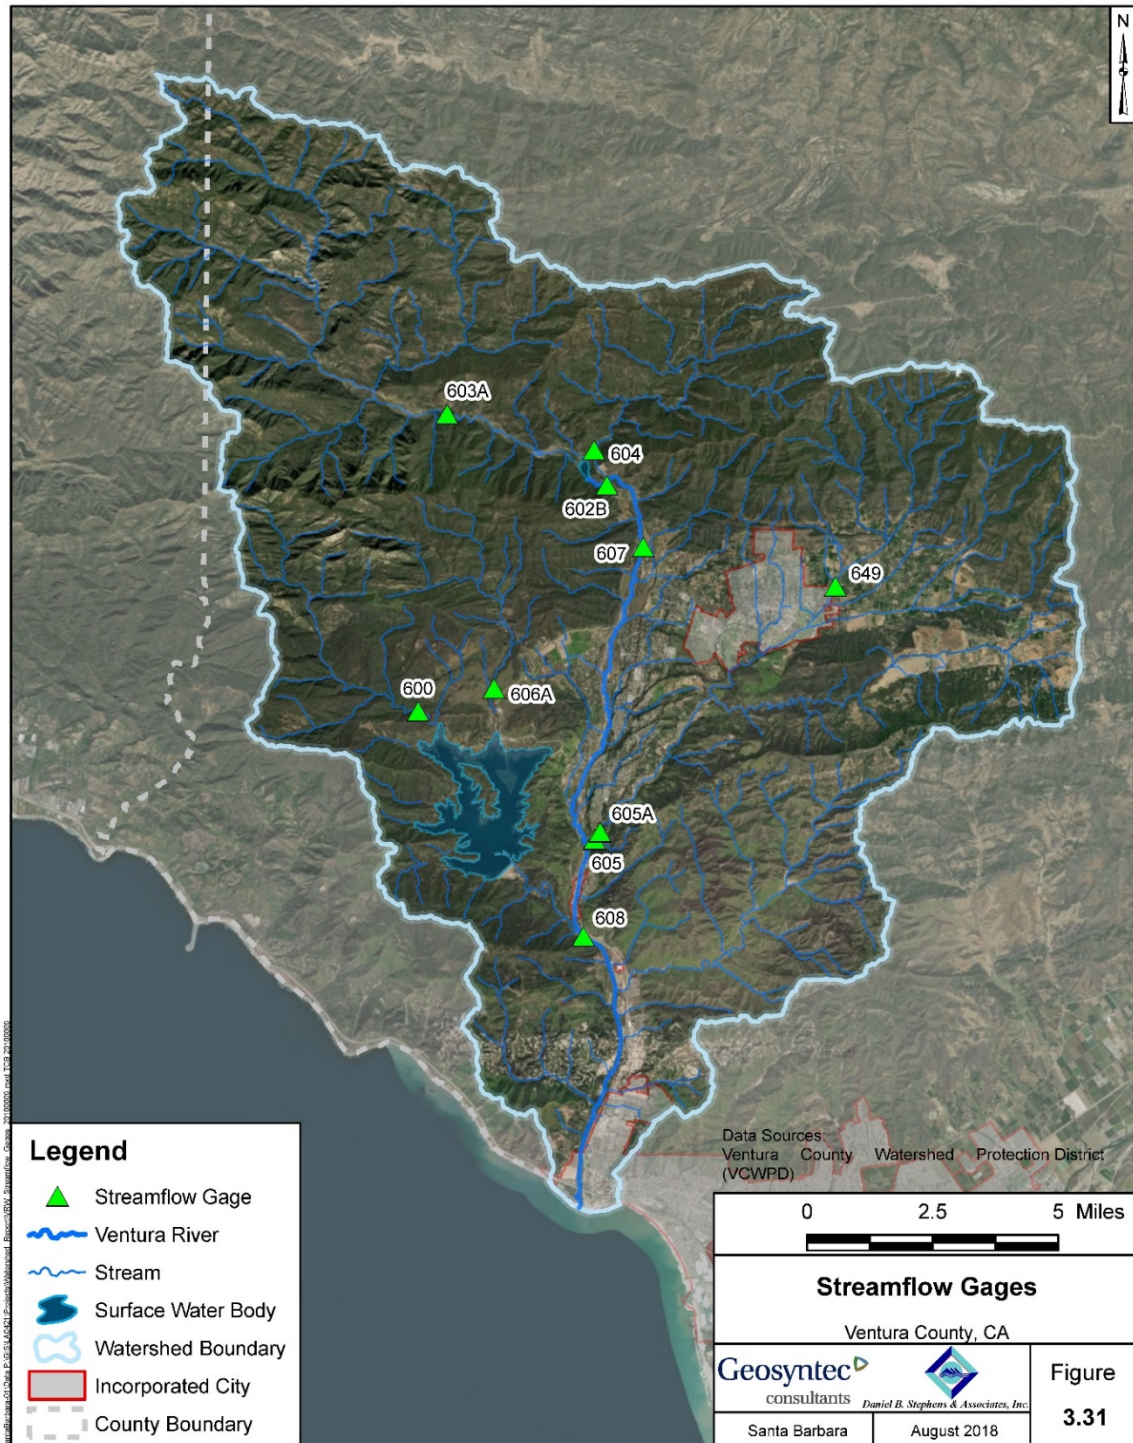 N
603A
604
602B
607
649
600
606A
605A
605
608
Data Sources:
Ventura County Watershed Protection District
(VCWPD)
Legend
Streamflow Gage
Ventura River
Stream
Surface Water Body
Watershed Boundary
Incorporated City
County Boundary
0 2.5 5 Miles
Streamflow Gages
Ventura County, CA
Geosyntec
consultants
Daniel B. Stephens & Associates, Inc.
Santa Barbara
August 2018
Figure
3.31